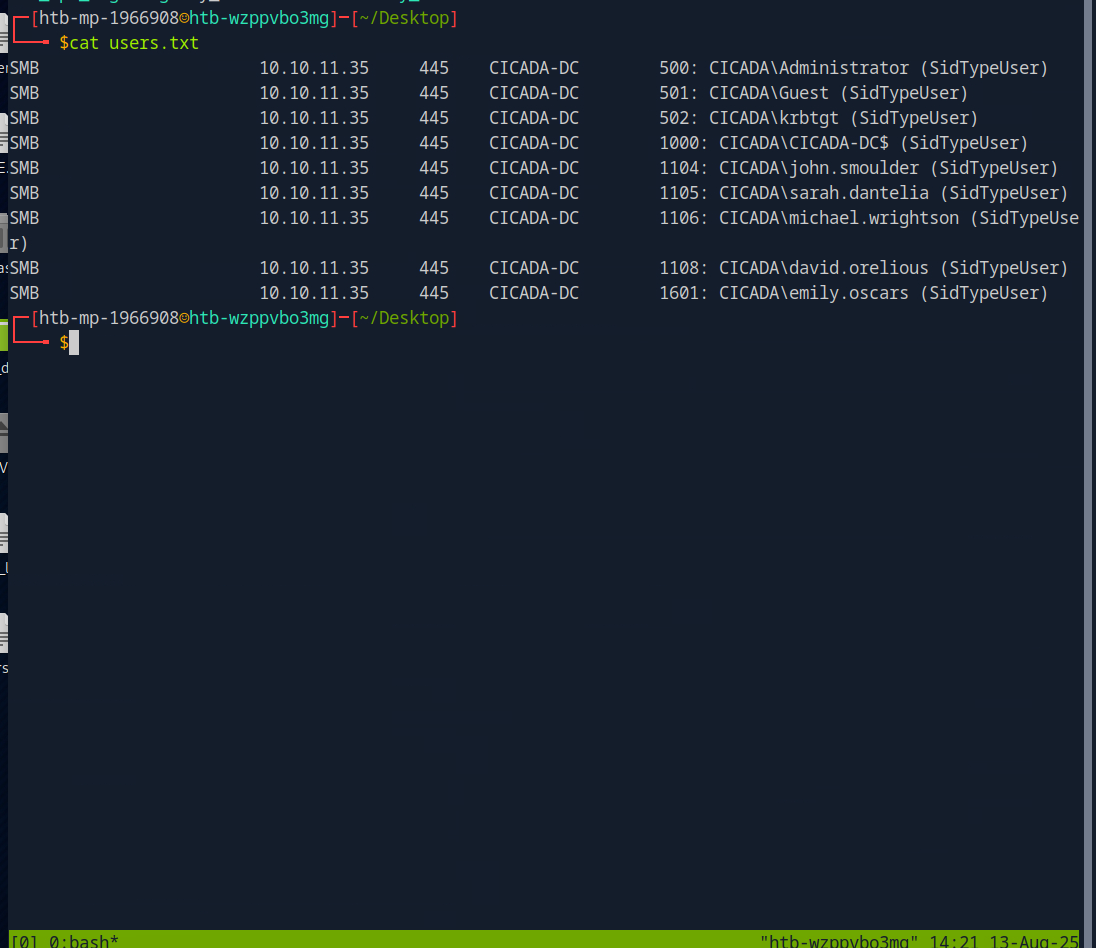 [htb-mp-1966908☺htb-wzppvbo3mg]─[~/Desktop]
$cat users.txt
SMB 10.10.11.35 445 CICADA-DC 500: CICADA\Administrator (SidTypeUser)
SMB 10.10.11.35 445 CICADA-DC 501: CICADA\Guest (SidTypeUser)
SMB 10.10.11.35 445 CICADA-DC 502: CICADA\krbtgt (SidTypeUser)
SMB 10.10.11.35 445 CICADA-DC 1000: CICADA\CICADA-DC$ (SidTypeUser)
SMB 10.10.11.35 445 CICADA-DC 1104: CICADA\john.smoulder (SidTypeUser)
SMB 10.10.11.35 445 CICADA-DC 1105: CICADA\sarah.dantelia (SidTypeUser)
SMB 10.10.11.35 445 CICADA-DC 1106: CICADA\michael.wrightson (SidTypeUse
r)
SMB 10.10.11.35 445 CICADA-DC 1108: CICADA\david.orelious (SidTypeUser)
SMB 10.10.11.35 445 CICADA-DC 1601: CICADA\emily.oscars (SidTypeUser)
[htb-mp-1966908☺htb-wzppvbo3mg]─[~/Desktop]
$
[0] 0:bash* "htb-wzppvbo3mg" 14:21 13-Aug-25